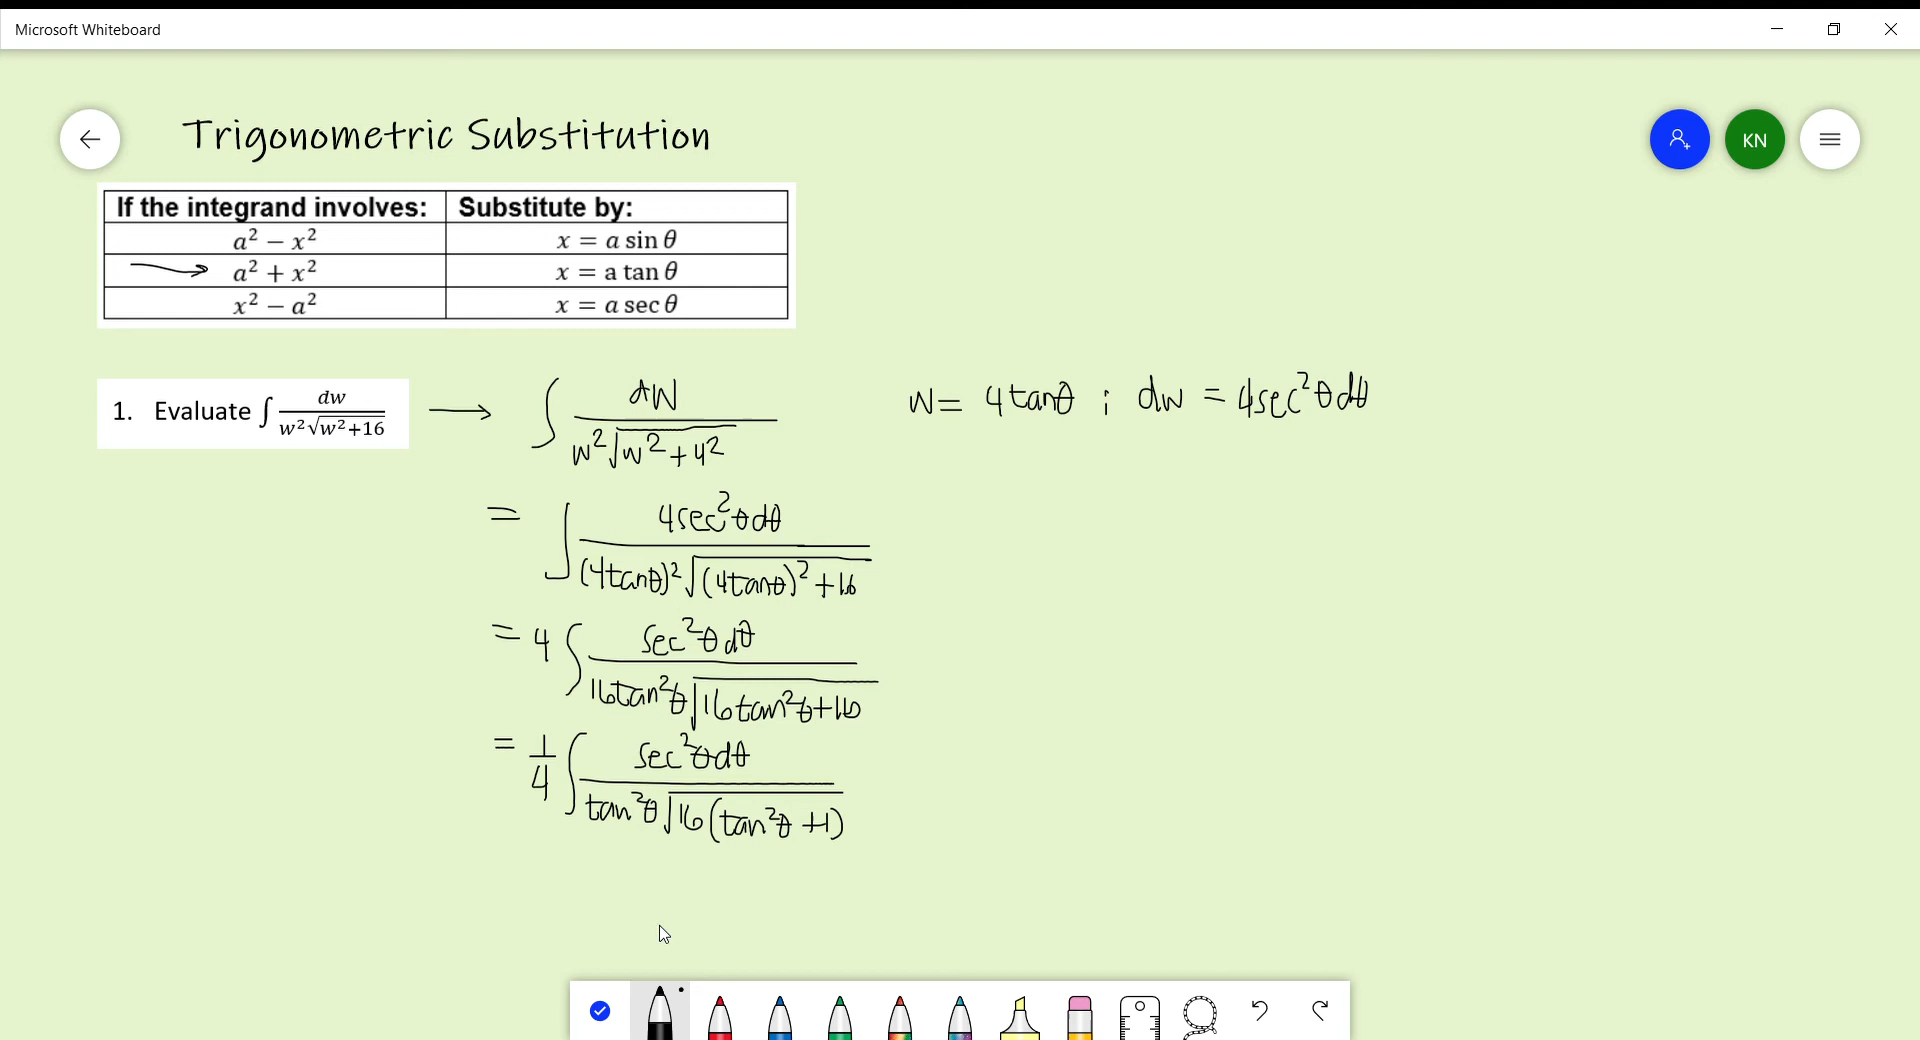 Microsoft Whiteboard
Trigonometric Substitution
KN
If the integrand involves: Substitute by:
a² − x² x = a sin θ
a² + x² x = a tan θ
x² − a² x = a sec θ
1. Evaluate ∫ dw / w²√(w²+16) → ∫ dw / w²√(w²+4²) w = 4tanθ ; dw = 4sec²θdθ
= ∫ 4sec²θdθ / (4tanθ)²√((4tanθ)²+16)
= 4 ∫ sec²θdθ / 16tan²θ√(16tan²θ+16)
= 1/4 ∫ sec²θdθ / tan²θ√(16(tan²θ+1))